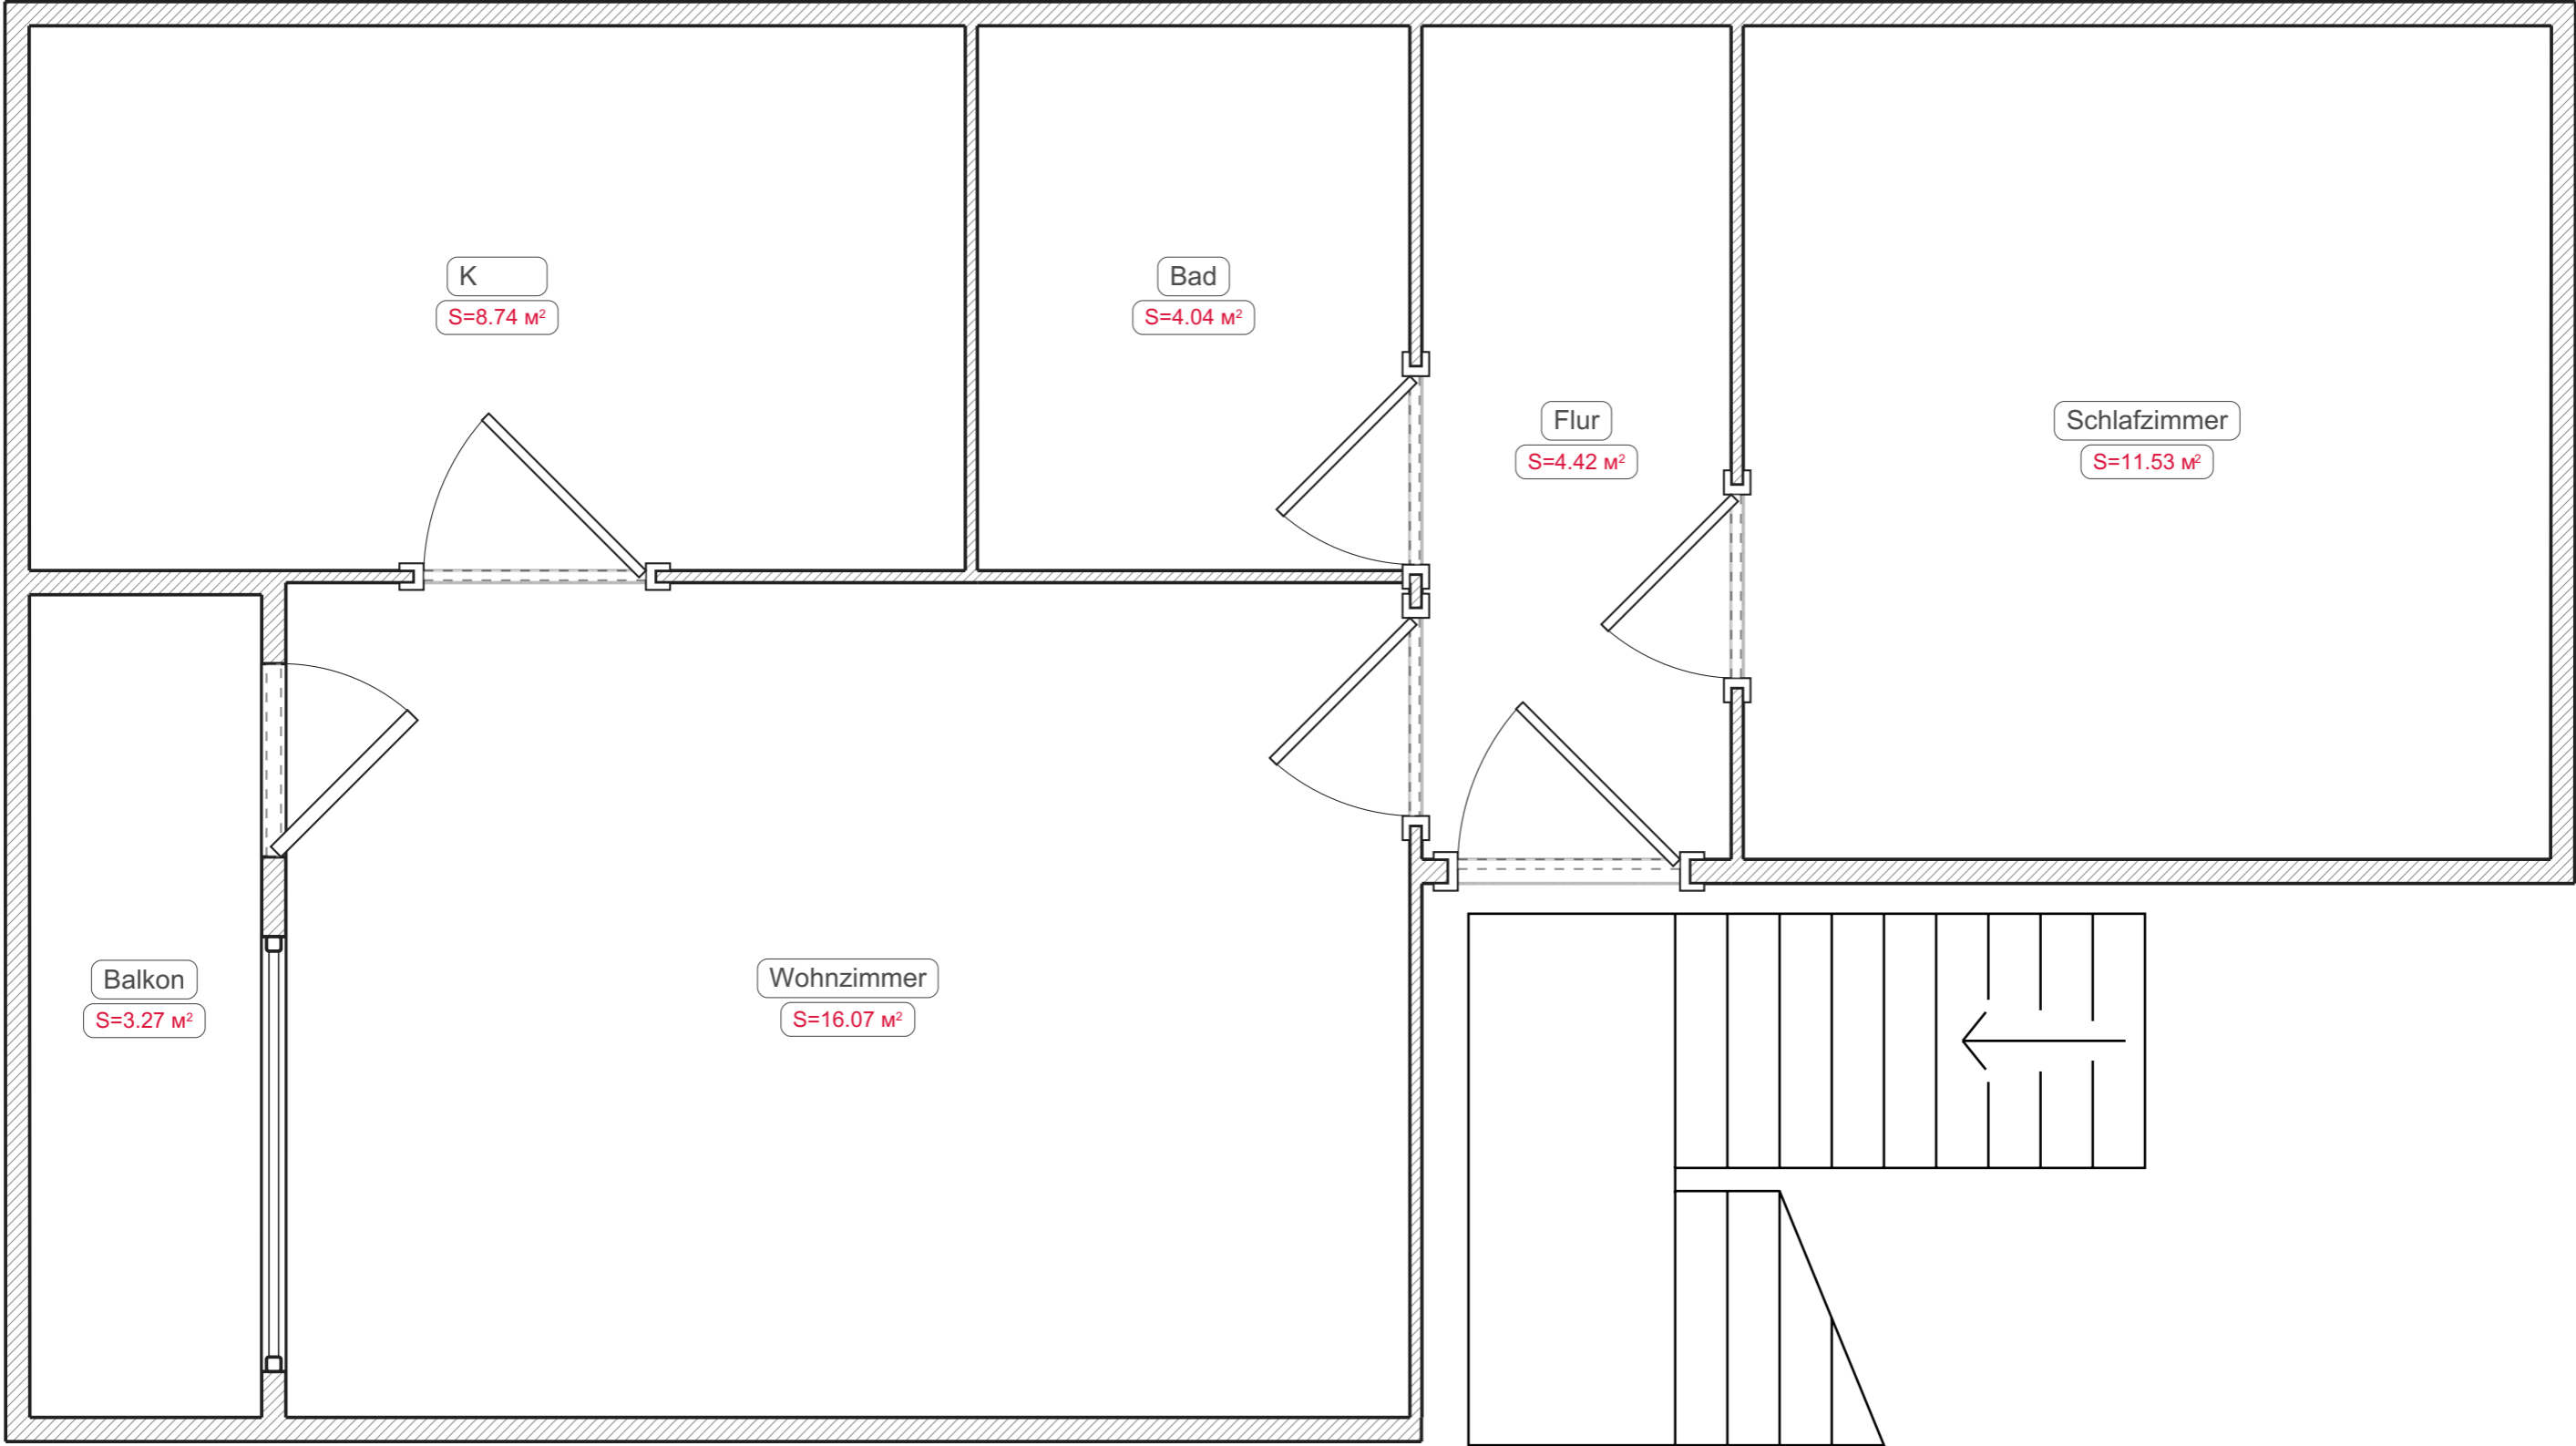 K
S=8.74 м²
Bad
S=4.04 м²
Flur
S=4.42 м²
Schlafzimmer
S=11.53 м²
Balkon
S=3.27 м²
Wohnzimmer
S=16.07 м²